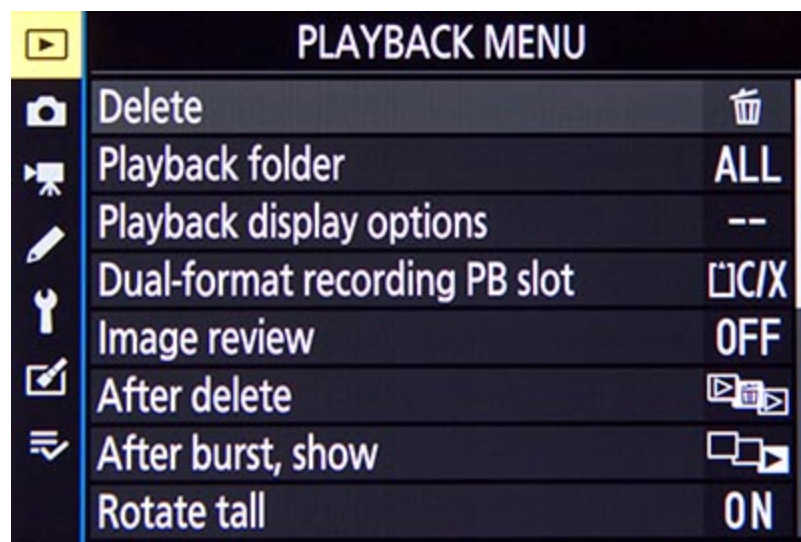 PLAYBACK MENU
Delete
Playback folder ALL
Playback display options --
Dual-format recording PB slot C/X
Image review OFF
After delete
After burst, show
Rotate tall ON